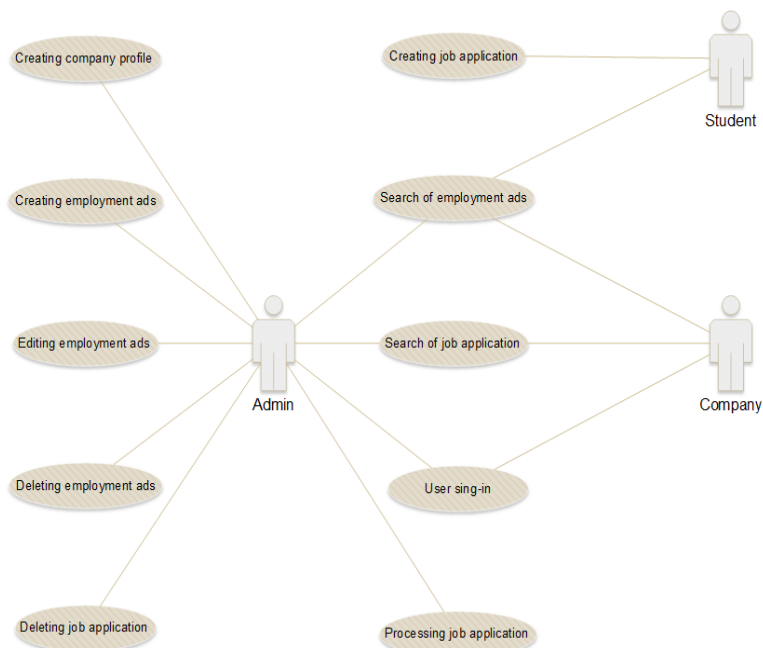 Creating company profile
Creating job application
Student
Creating employment ads
Search of employment ads
Editing employment ads
Search of job application
Admin
Company
Deleting employment ads
User sing-in
Deleting job application
Processing job application